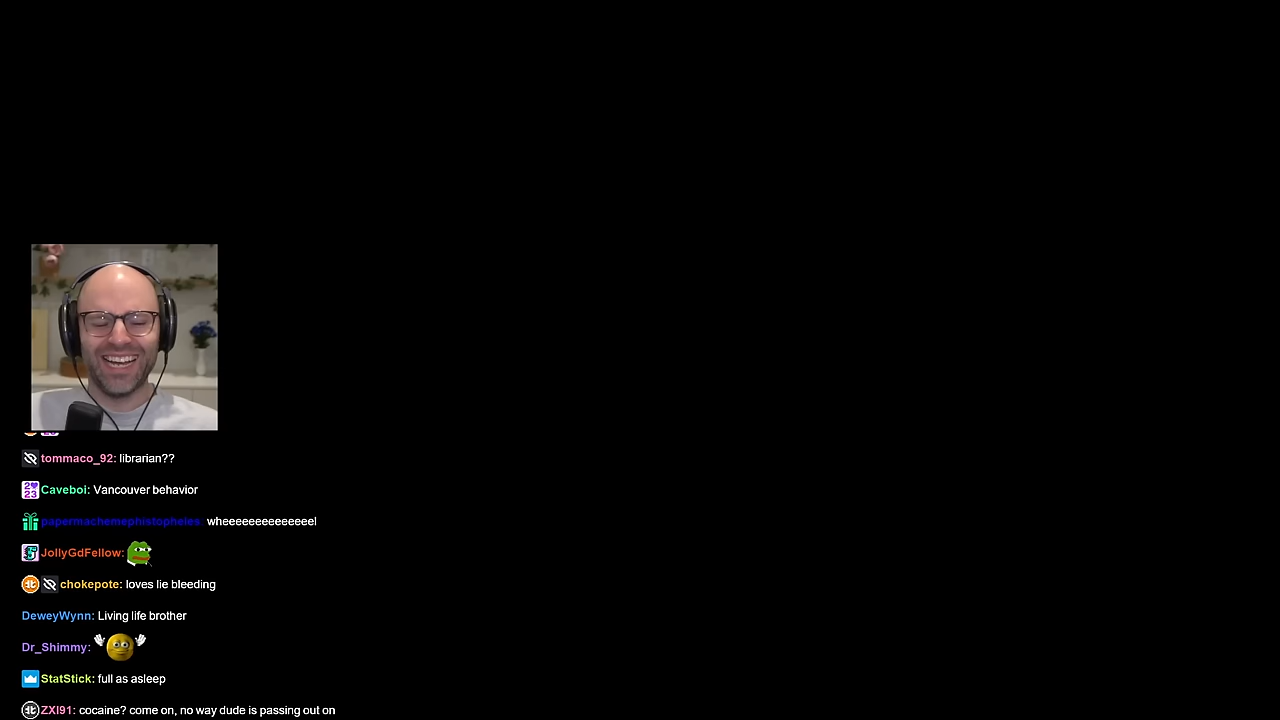 tommaco_92: librarian??
Caveboi: Vancouver behavior
papermachemephistopheles: wheeeeeeeeeeeeeel
JollyGdFellow:
chokepote: loves lie bleeding
DeweyWynn: Living life brother
Dr_Shimmy:
StatStick: full as asleep
ZXI91: cocaine? come on, no way dude is passing out on